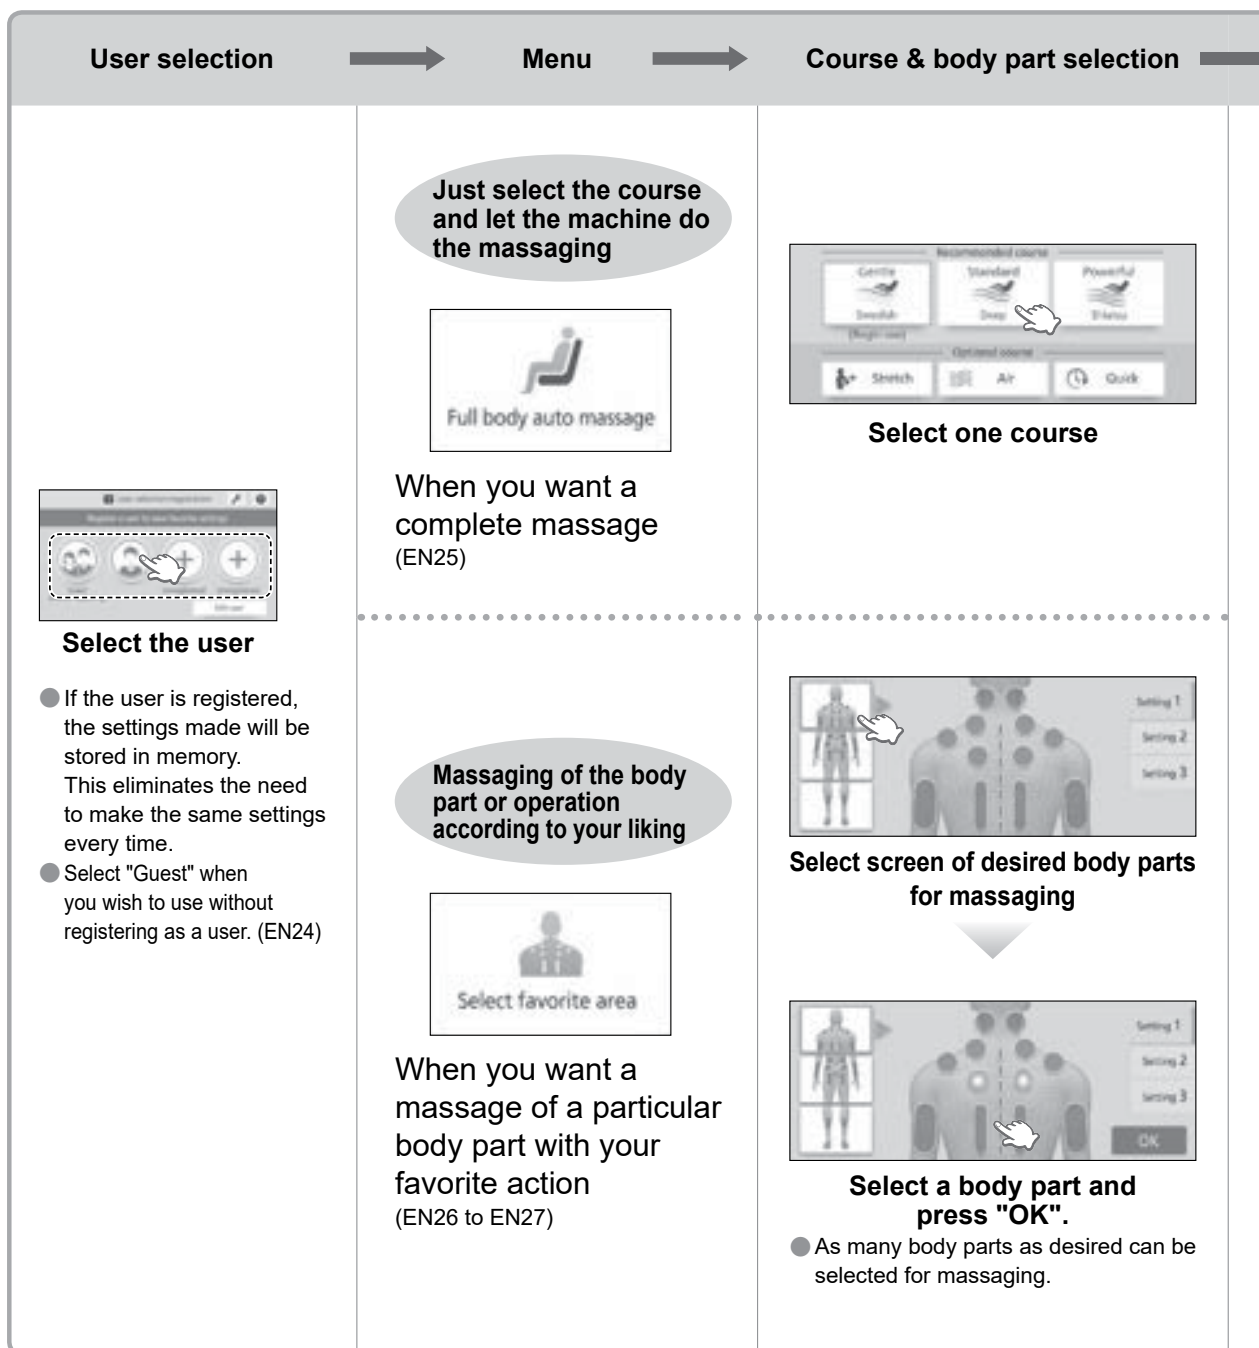 User selection
Menu
Course & body part selection
Select the user
● If the user is registered,
the settings made will be
stored in memory.
This eliminates the need
to make the same settings
every time.
● Select "Guest" when
you wish to use without
registering as a user. (EN24)
Just select the course
and let the machine do
the massaging
Full body auto massage
When you want a
complete massage
(EN25)
Recommended course
Gentle
Standard
Powerful
Swedish
Deep
Shiatsu
Optional course
Stretch
Air
Quick
Select one course
Massaging of the body
part or operation
according to your liking
Select favorite area
When you want a
massage of a particular
body part with your
favorite action
(EN26 to EN27)
Setting 1
Setting 2
Setting 3
Select screen of desired body parts
for massaging
Setting 1
Setting 2
Setting 3
OK
Select a body part and
press "OK".
● As many body parts as desired can be
selected for massaging.